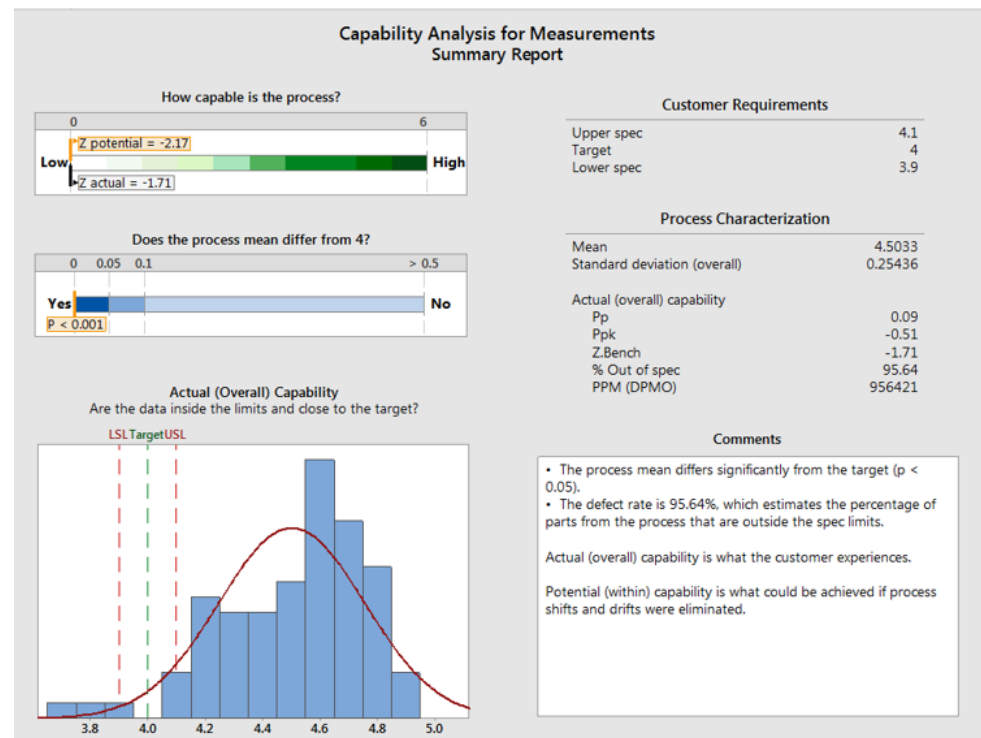 Capability Analysis for Measurements
Summary Report
How capable is the process?
0 6
Z potential = -2.17
Low High
Z actual = -1.71
Does the process mean differ from 4?
0 0.05 0.1 > 0.5
Yes No
P < 0.001
Actual (Overall) Capability
Are the data inside the limits and close to the target?
LSL Target USL
3.8 4.0 4.2 4.4 4.6 4.8 5.0
Customer Requirements
Upper spec 4.1
Target 4
Lower spec 3.9
Process Characterization
Mean 4.5033
Standard deviation (overall) 0.25436
Actual (overall) capability
Pp 0.09
Ppk -0.51
Z.Bench -1.71
% Out of spec 95.64
PPM (DPMO) 956421
Comments
• The process mean differs significantly from the target (p <
0.05).
• The defect rate is 95.64%, which estimates the percentage of
parts from the process that are outside the spec limits.
Actual (overall) capability is what the customer experiences.
Potential (within) capability is what could be achieved if process
shifts and drifts were eliminated.